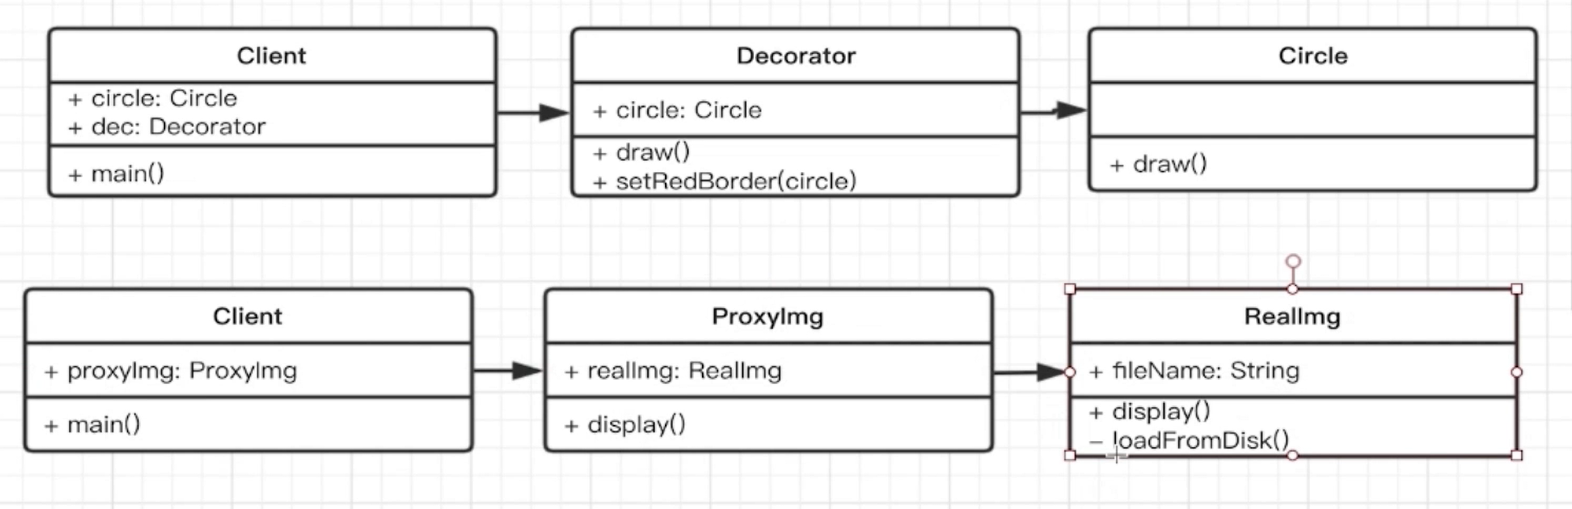 Client
+ circle: Circle
+ dec: Decorator
+ main()
Decorator
+ circle: Circle
+ draw()
+ setRedBorder(circle)
Circle
+ draw()
Client
+ proxyImg: ProxyImg
+ main()
ProxyImg
+ realImg: RealImg
+ display()
RealImg
+ fileName: String
+ display()
− loadFromDisk()